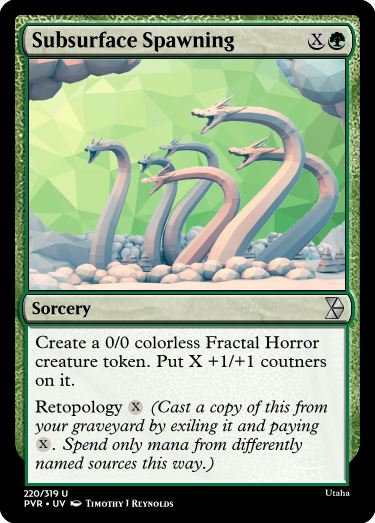 Subsurface Spawning X
Sorcery
Create a 0/0 colorless Fractal Horror
creature token. Put X +1/+1 coutners
on it.
Retopology X (Cast a copy of this from
your graveyard by exiling it and paying
X. Spend only mana from differently
named sources this way.)
220/319 U
Utaha
PVR • UV TIMOTHY J REYNOLDS